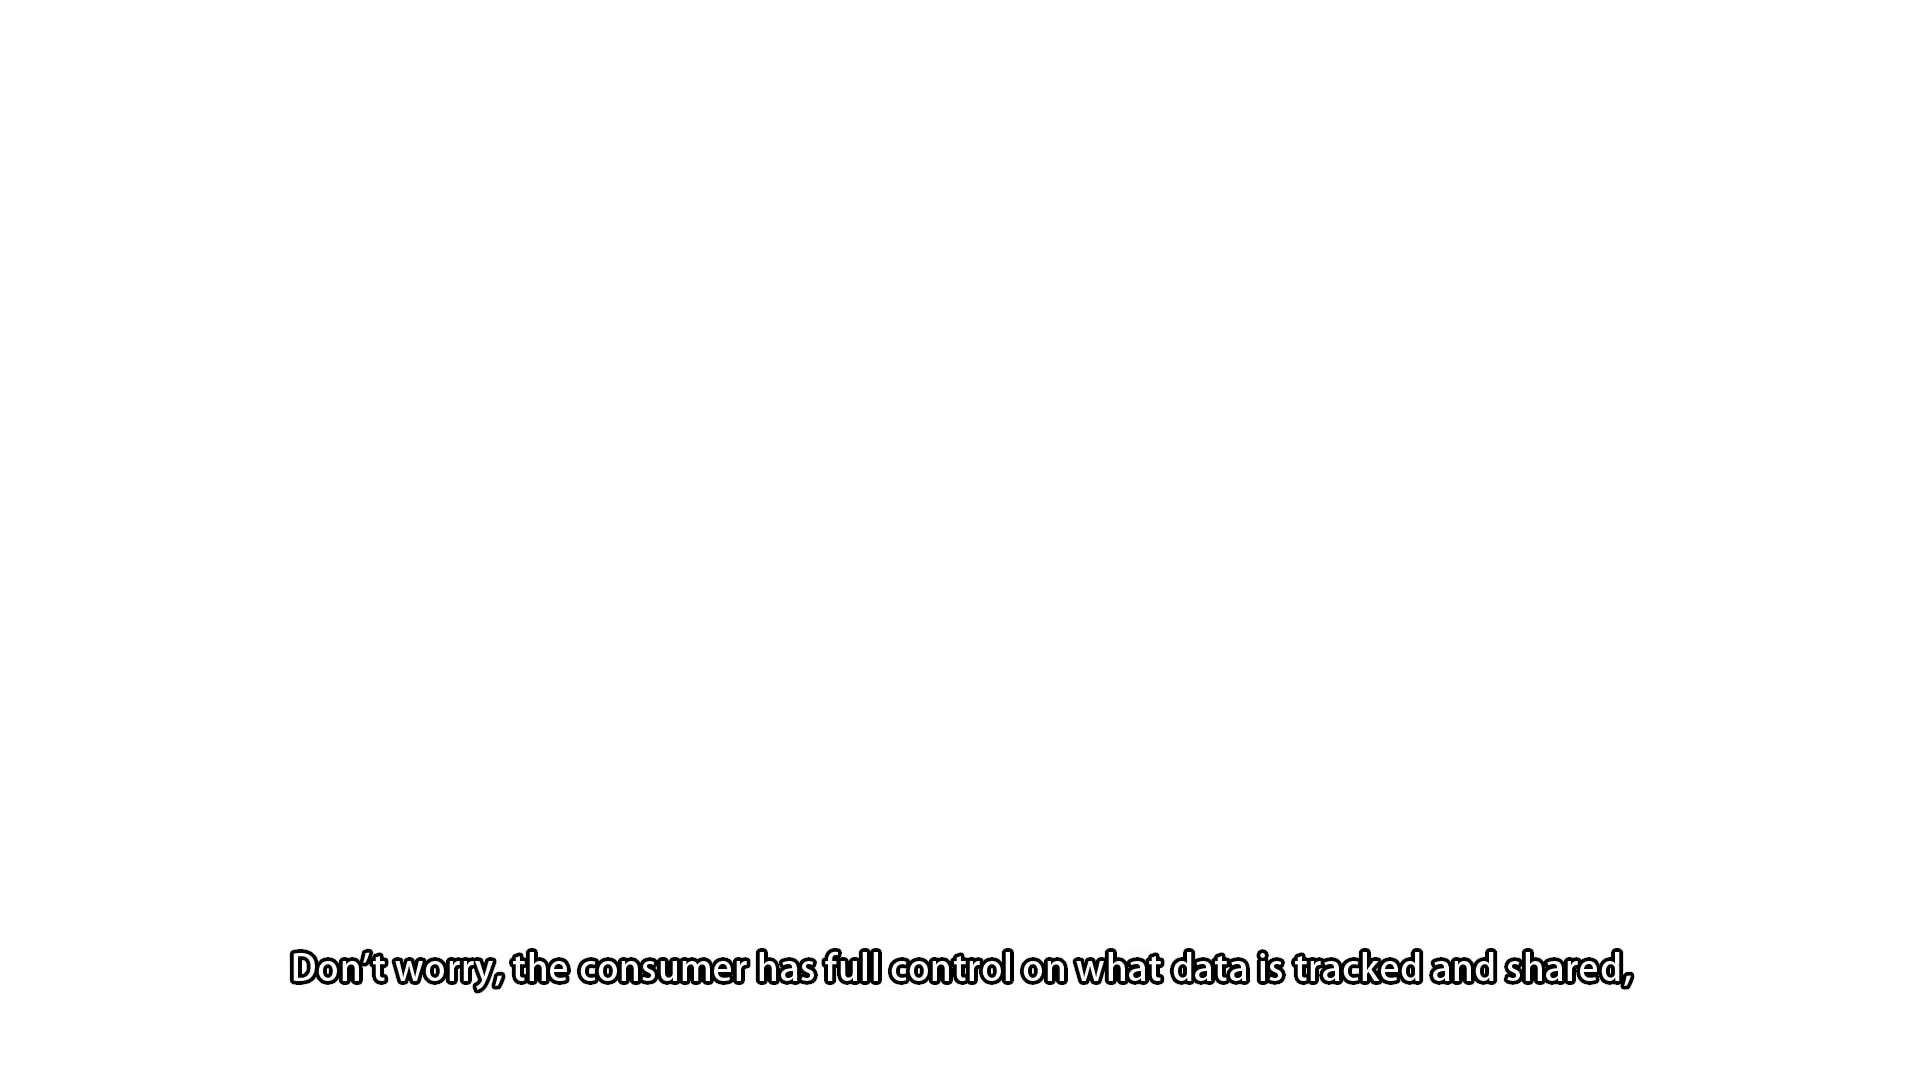 Don’t worry, the consumer has full control on what data is tracked and shared,